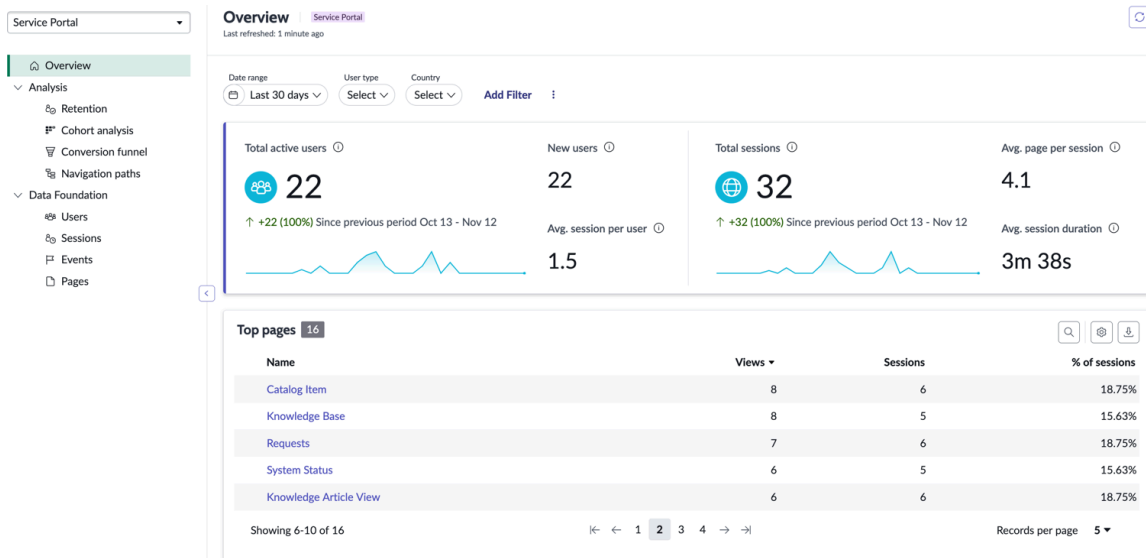 Service Portal
Overview
Analysis
Retention
Cohort analysis
Conversion funnel
Navigation paths
Data Foundation
Users
Sessions
Events
Pages
Overview Service Portal
Last refreshed: 1 minute ago
Date range User type Country
Last 30 days Select Select Add Filter
Total active users
22
+22 (100%) Since previous period Oct 13 - Nov 12
New users
22
Avg. session per user
1.5
Total sessions
32
+32 (100%) Since previous period Oct 13 - Nov 12
Avg. page per session
4.1
Avg. session duration
3m 38s
Top pages 16
Name Views Sessions % of sessions
Catalog Item 8 6 18.75%
Knowledge Base 8 5 15.63%
Requests 7 6 18.75%
System Status 6 5 15.63%
Knowledge Article View 6 6 18.75%
Showing 6-10 of 16 1 2 3 4 Records per page 5